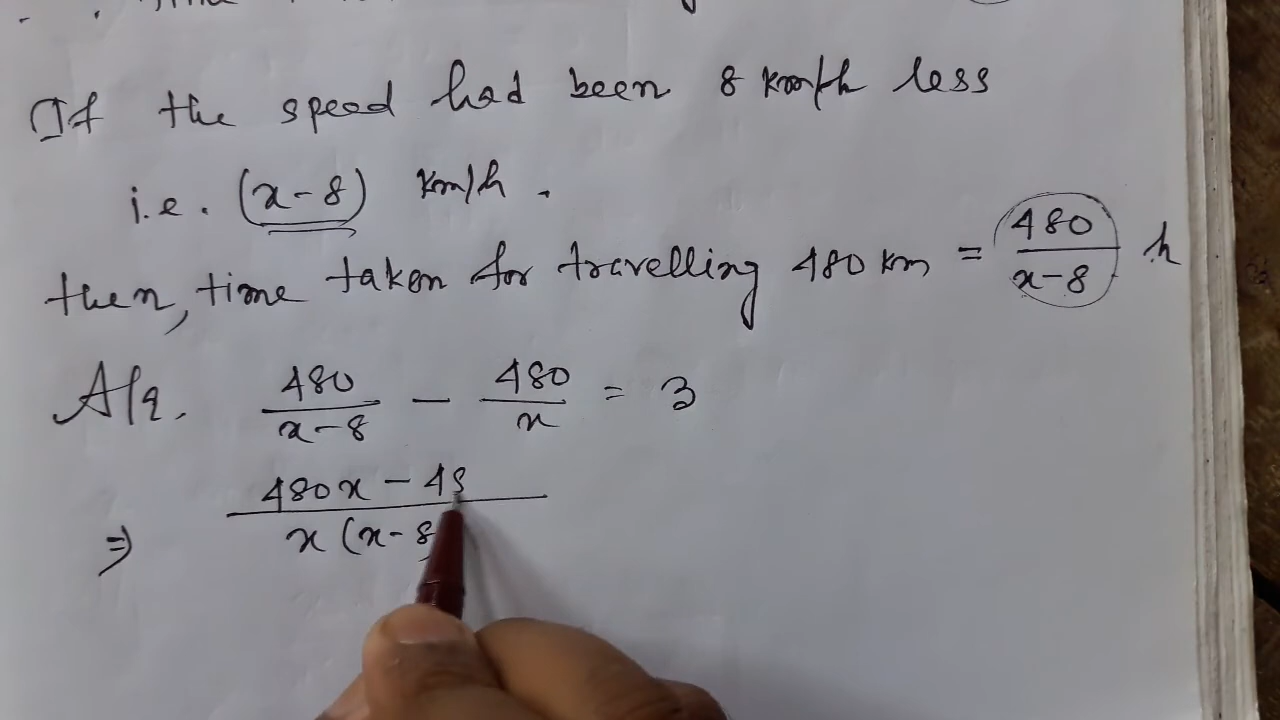 If the speed had been 8 km/h less
i.e. (x-8) km/h.
then, time taken for travelling 480 km = 480/(x-8) h
A/q. 480/(x-8) - 480/x = 3
⇒ (480x - 48)/(x(x-8